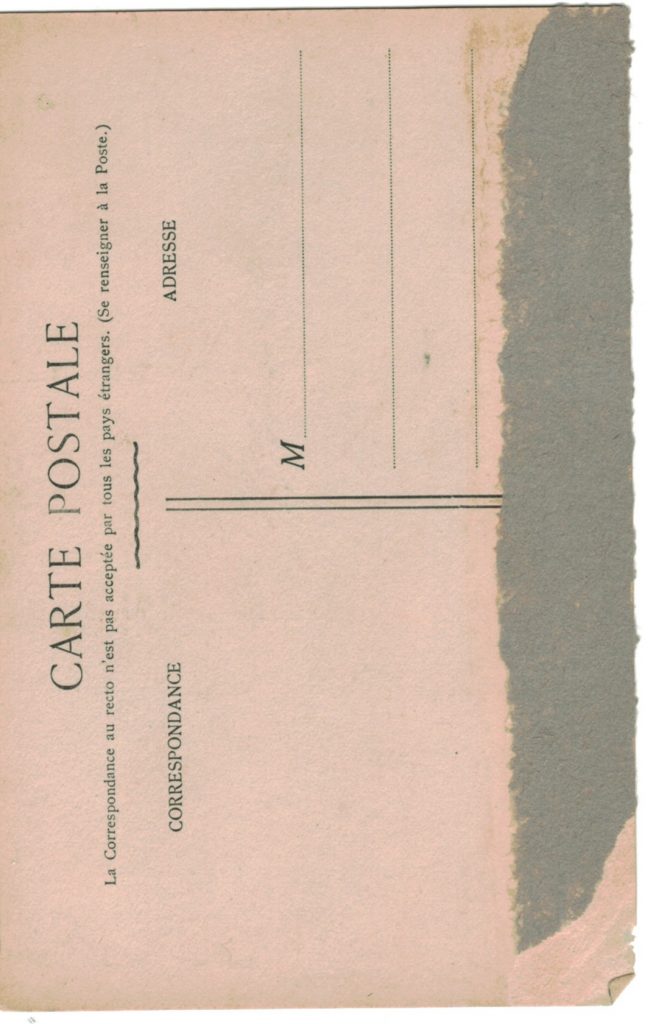 CARTE POSTALE
La Correspondance au recto n'est pas acceptée par tous les pays étrangers. (Se renseigner à la Poste.)
CORRESPONDANCE
ADRESSE
M